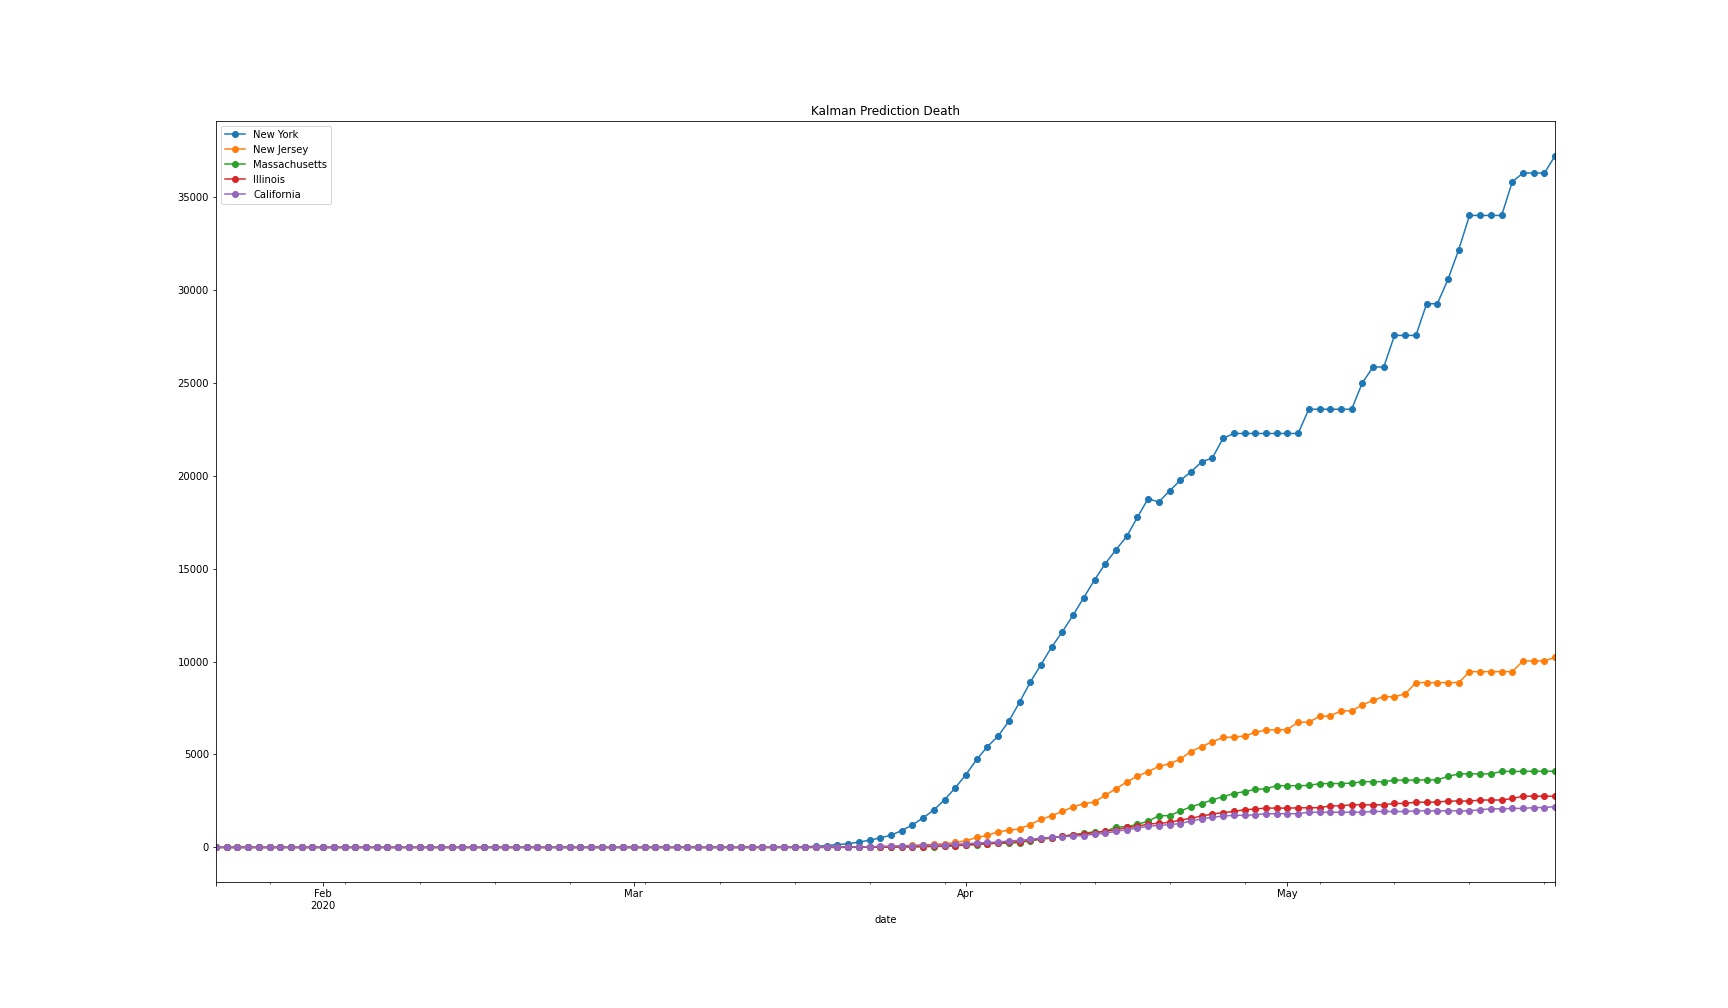 Kalman Prediction Death
New York
New Jersey
Massachusetts
Illinois
California
35000
30000
25000
20000
15000
10000
5000
0
Feb
2020
Mar
Apr
May
date